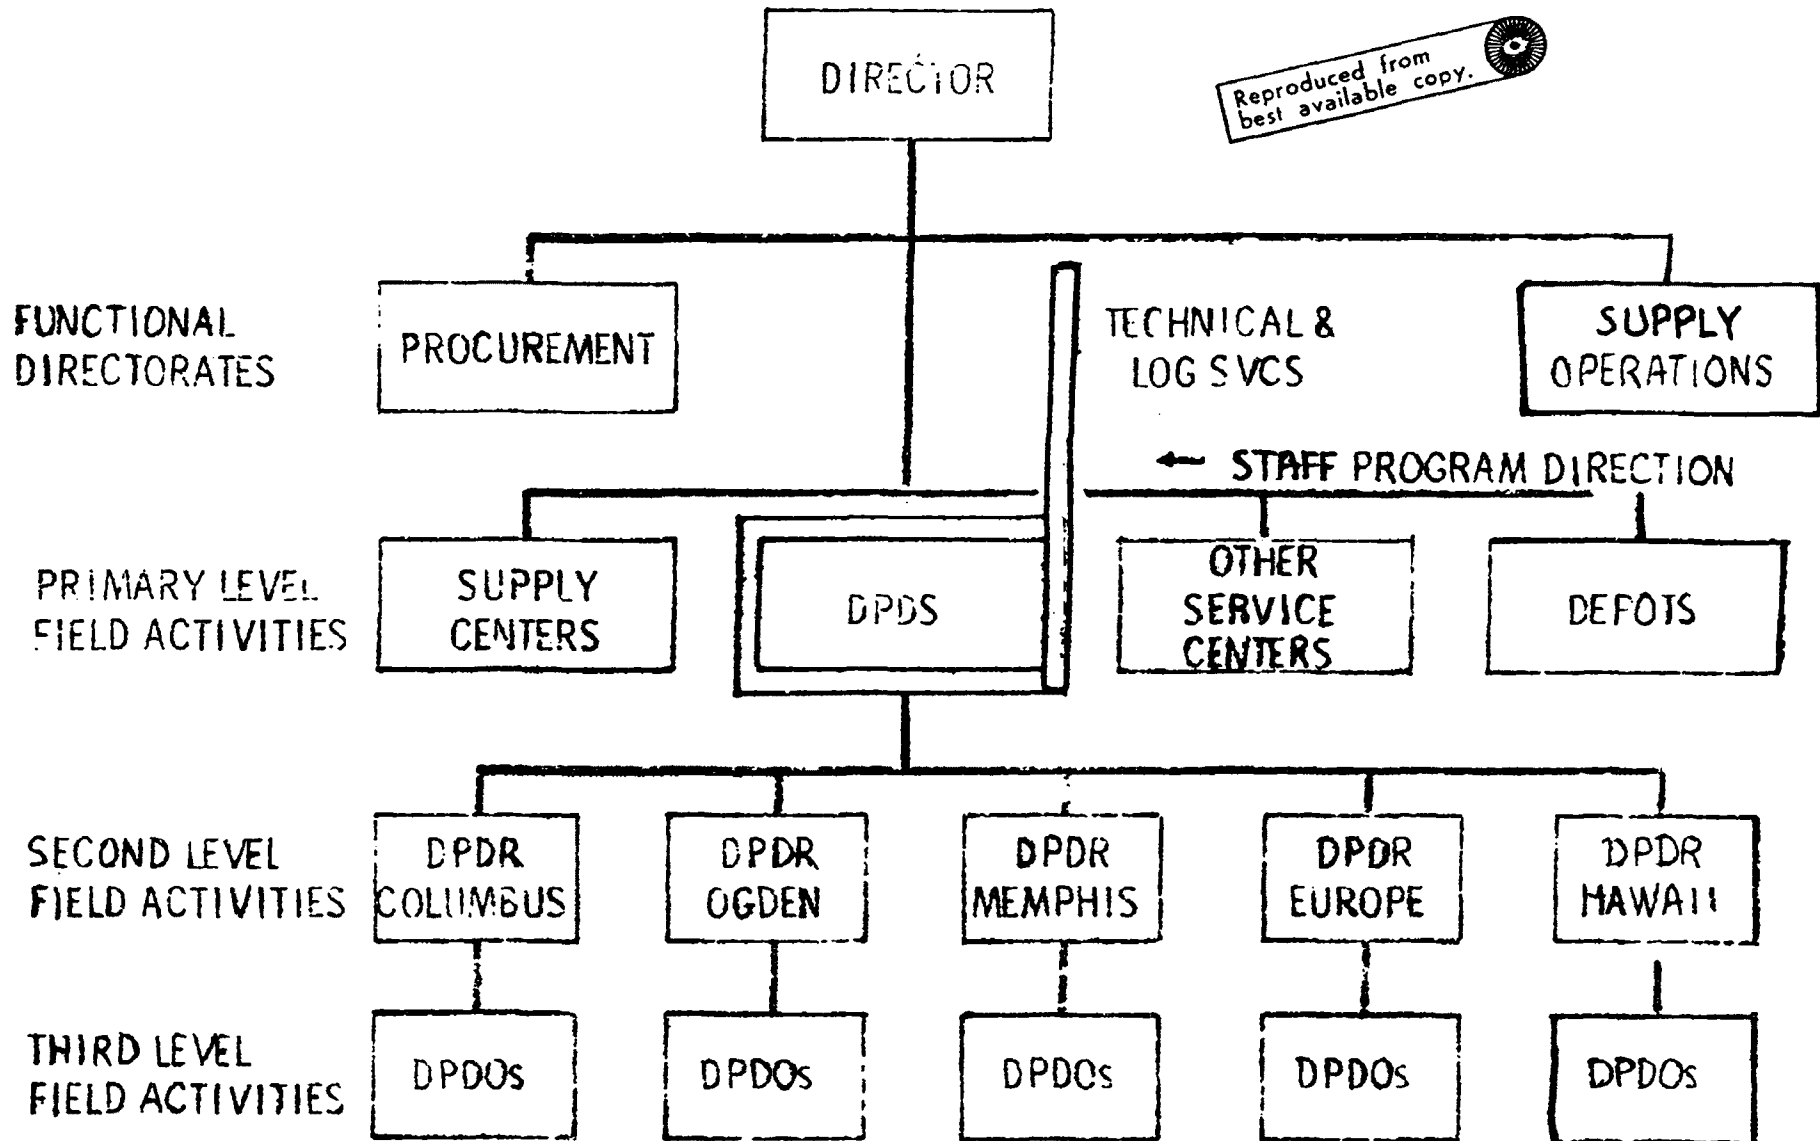 DIRECTOR
Reproduced from
best available copy.
FUNCTIONAL
DIRECTORATES
PROCUREMENT
TECHNICAL &
LOG SVCS
SUPPLY
OPERATIONS
← STAFF PROGRAM DIRECTION
PRIMARY LEVEL
FIELD ACTIVITIES
SUPPLY
CENTERS
DPDS
OTHER
SERVICE
CENTERS
DEPOTS
SECOND LEVEL
FIELD ACTIVITIES
DPDR
COLUMBUS
DPDR
OGDEN
DPDR
MEMPHIS
DPDR
EUROPE
DPDR
HAWAII
THIRD LEVEL
FIELD ACTIVITIES
DPDOs
DPDOs
DPDOs
DPDOs
DPDOs